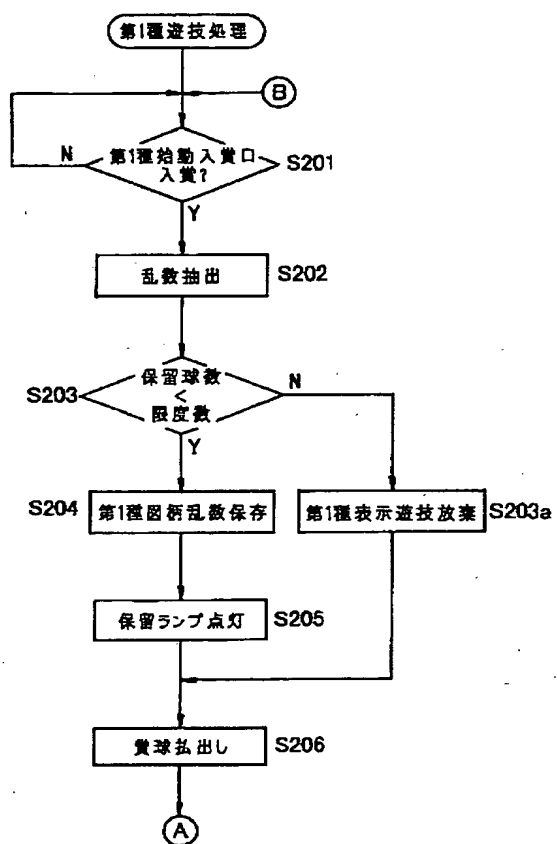 第1種遊技処理
B
第1種始動入賞口
入賞?
N
S201
Y
乱数抽出
S202
保留球数
<
限度数
S203
N
Y
S204
第1種図柄乱数保存
第1種表示遊技放棄
S203a
保留ランプ点灯
S205
賞球払出し
S206
A